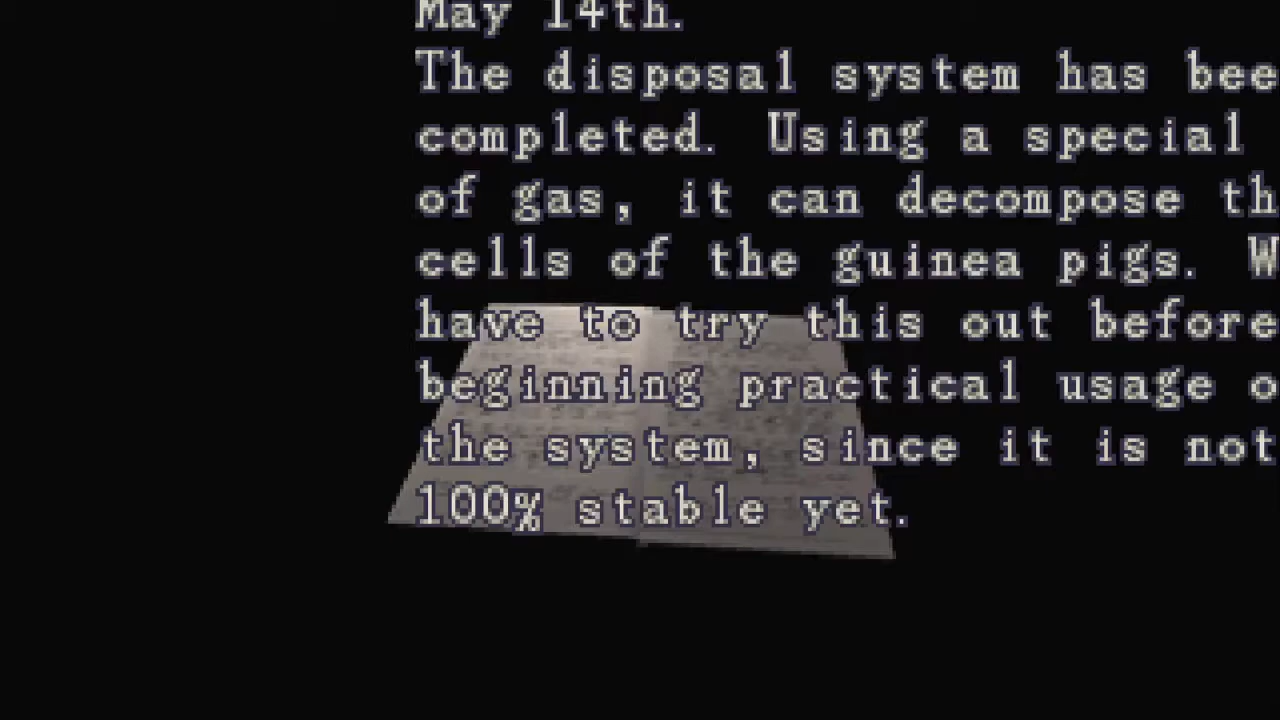 May 14th.
The disposal system has bee
completed. Using a special
of gas, it can decompose th
cells of the guinea pigs. W
have to try this out before
beginning practical usage o
the system, since it is not
100% stable yet.